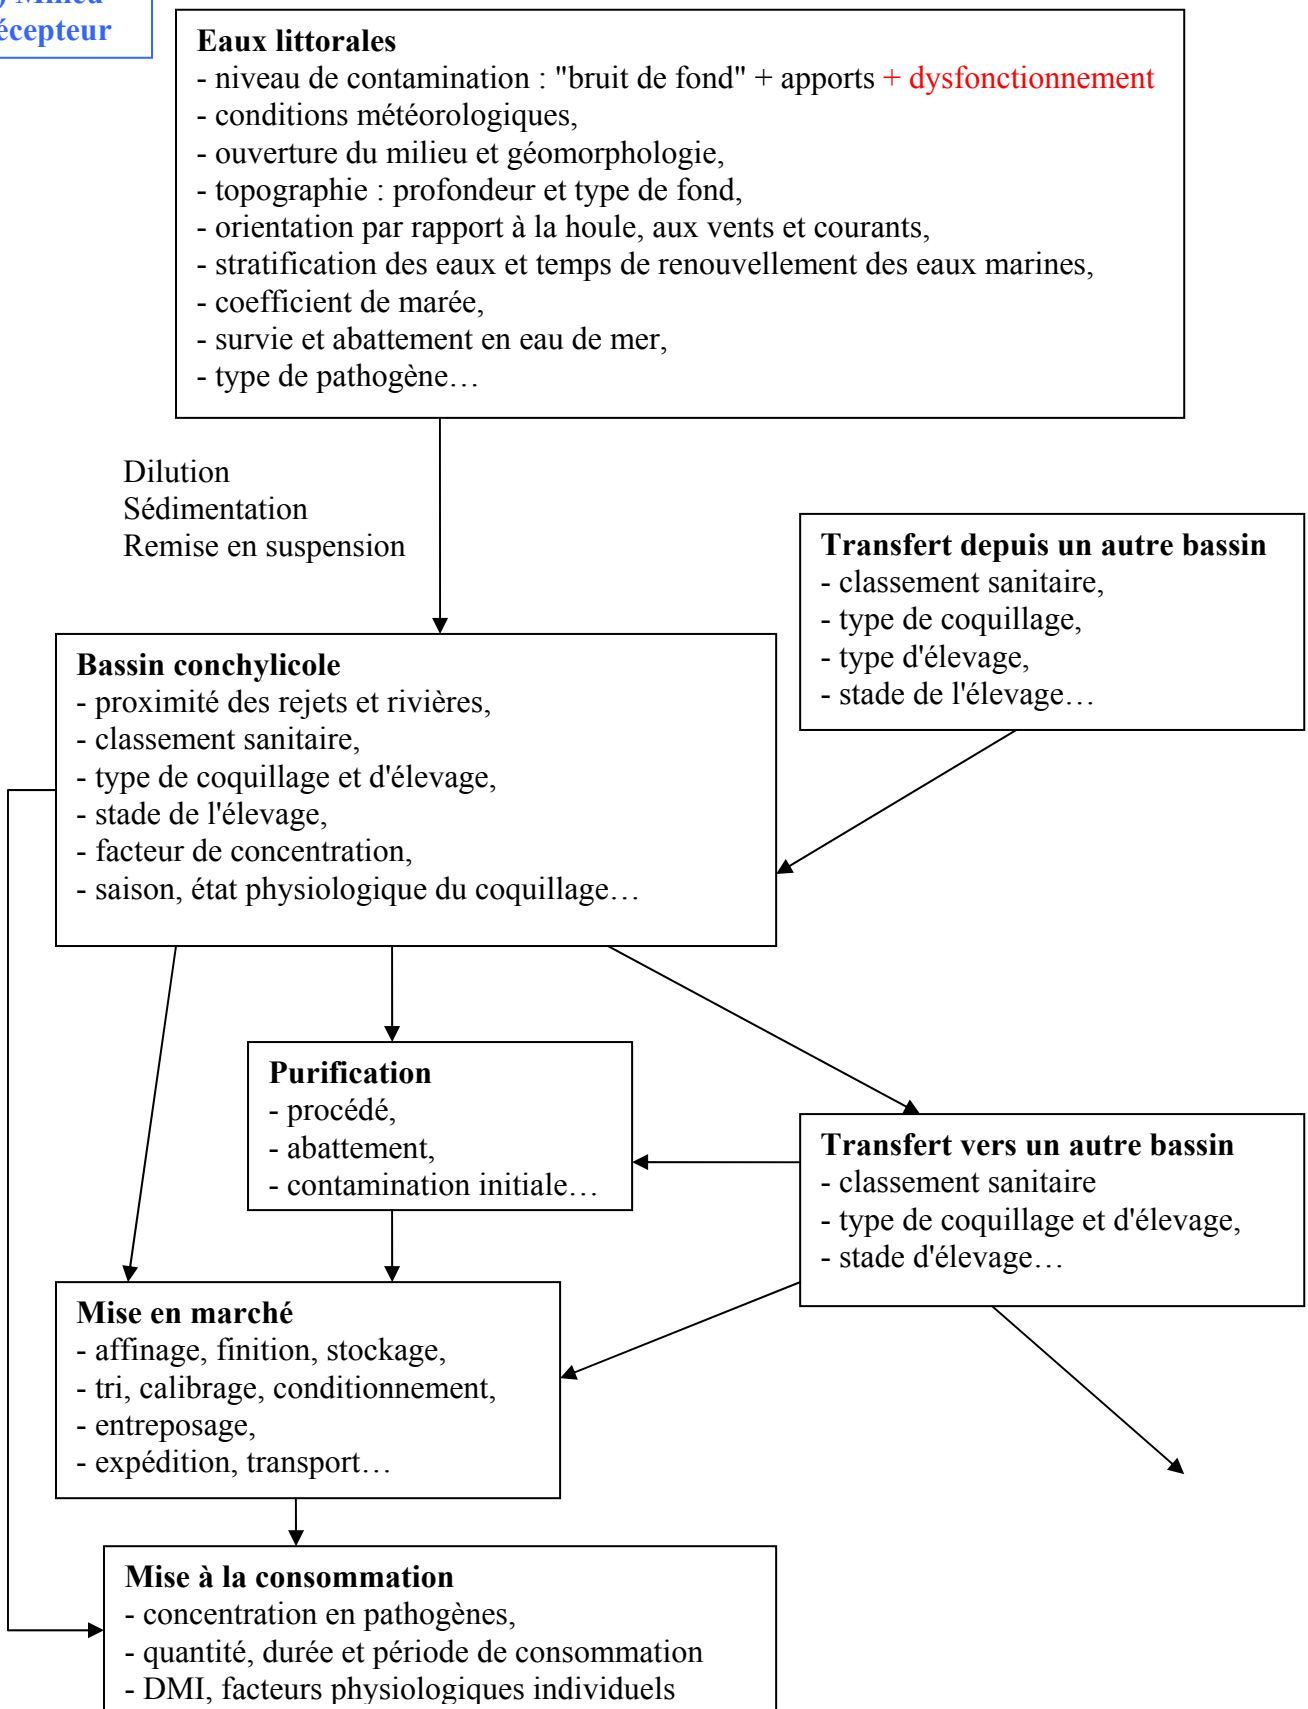 Milieu
écepteur
Eaux littorales
- niveau de contamination : "bruit de fond" + apports + dysfonctionnement
- conditions météorologiques,
- ouverture du milieu et géomorphologie,
- topographie : profondeur et type de fond,
- orientation par rapport à la houle, aux vents et courants,
- stratification des eaux et temps de renouvellement des eaux marines,
- coefficient de marée,
- survie et abattement en eau de mer,
- type de pathogène…
Dilution
Sédimentation
Remise en suspension
Transfert depuis un autre bassin
- classement sanitaire,
- type de coquillage,
- type d'élevage,
- stade de l'élevage…
Bassin conchylicole
- proximité des rejets et rivières,
- classement sanitaire,
- type de coquillage et d'élevage,
- stade de l'élevage,
- facteur de concentration,
- saison, état physiologique du coquillage…
Purification
- procédé,
- abattement,
- contamination initiale…
Transfert vers un autre bassin
- classement sanitaire
- type de coquillage et d'élevage,
- stade d'élevage…
Mise en marché
- affinage, finition, stockage,
- tri, calibrage, conditionnement,
- entreposage,
- expédition, transport…
Mise à la consommation
- concentration en pathogènes,
- quantité, durée et période de consommation
- DMI, facteurs physiologiques individuels